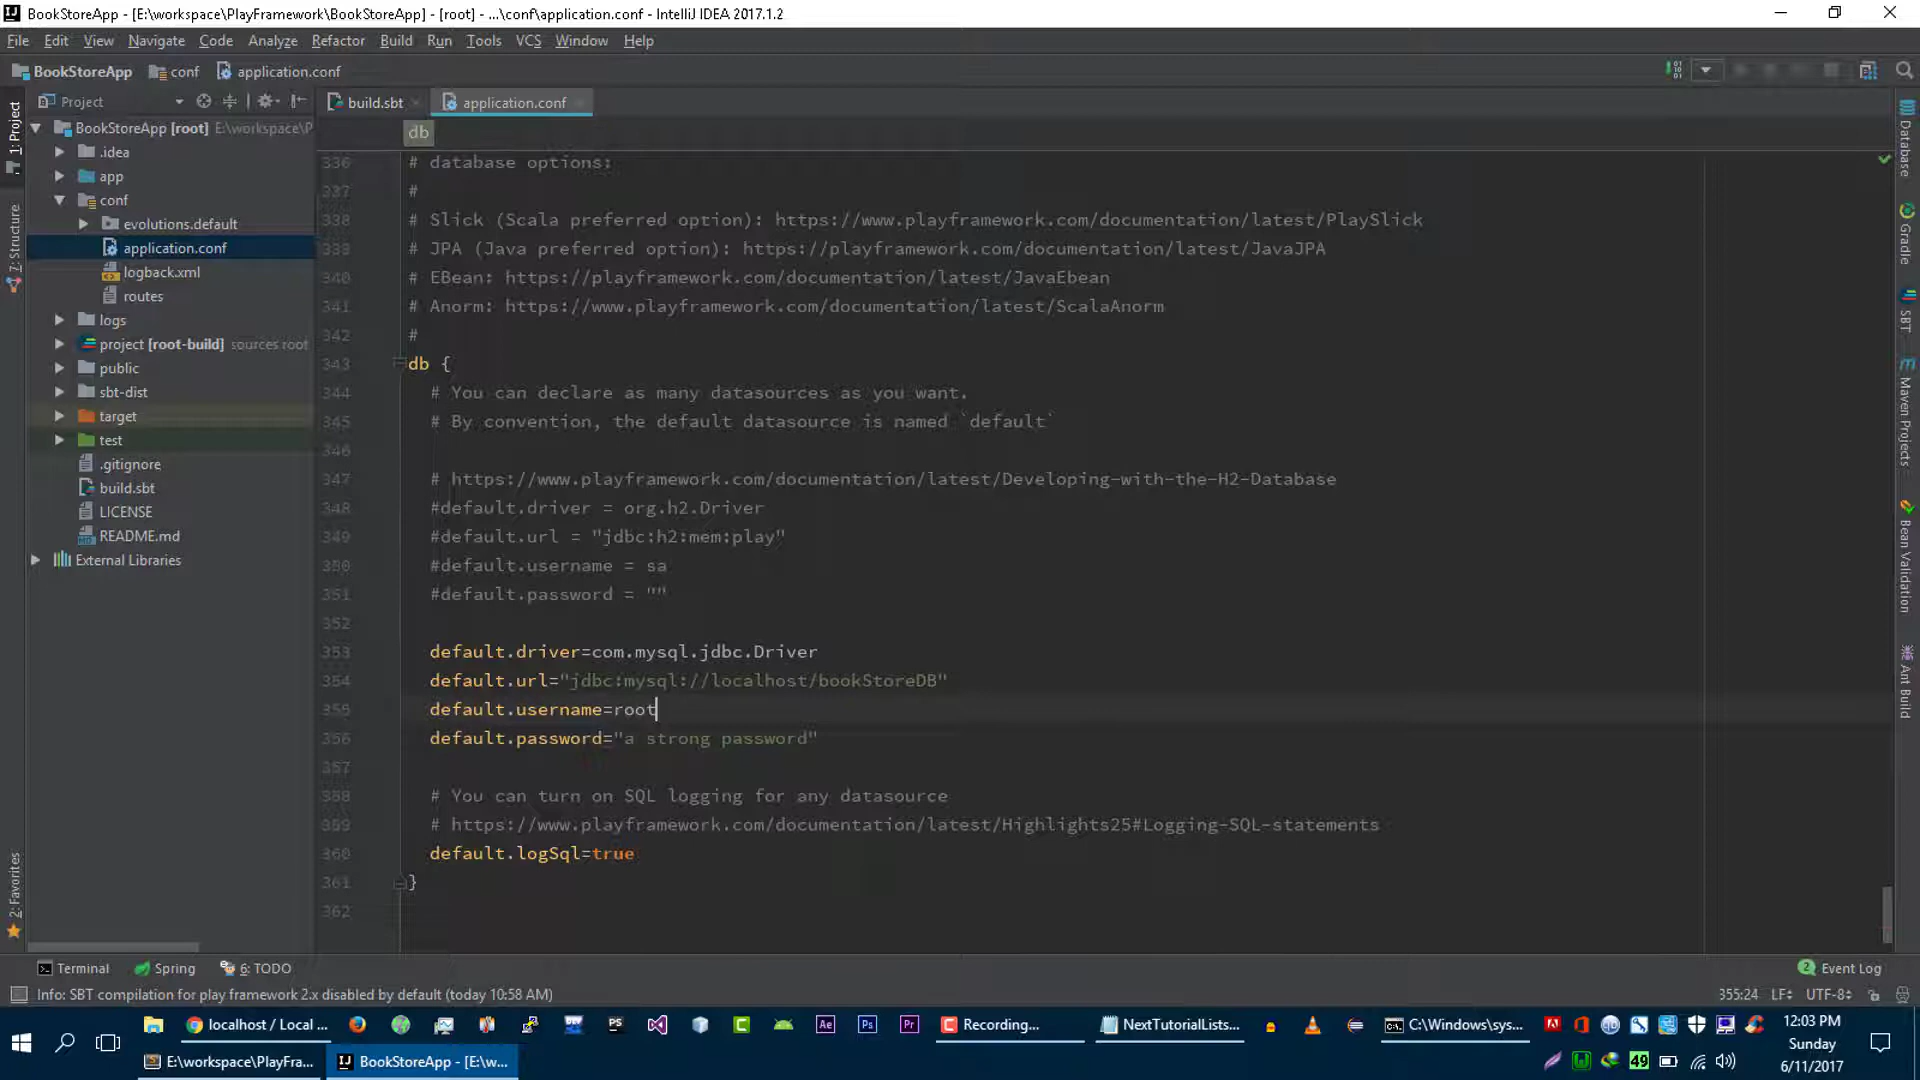 BookStoreApp - [E:\workspace\PlayFramework\BookStoreApp] - [root] - ...\conf\application.conf - IntelliJ IDEA 2017.1.2
File Edit View Navigate Code Analyze Refactor Build Run Tools VCS Window Help
BookStoreApp conf application.conf
Project
build.sbt application.conf
db
1: Project
7: Structure
2: Favorites
BookStoreApp [root] E:\workspace\P
.idea
app
conf
evolutions.default
application.conf
logback.xml
routes
logs
project [root-build] sources root
public
sbt-dist
target
test
.gitignore
build.sbt
LICENSE
README.md
External Libraries
336 # database options:
337 #
338 # Slick (Scala preferred option): https://www.playframework.com/documentation/latest/PlaySlick
339 # JPA (Java preferred option): https://playframework.com/documentation/latest/JavaJPA
340 # EBean: https://playframework.com/documentation/latest/JavaEbean
341 # Anorm: https://www.playframework.com/documentation/latest/ScalaAnorm
342 #
343 db {
344 # You can declare as many datasources as you want.
345 # By convention, the default datasource is named `default`
346
347 # https://www.playframework.com/documentation/latest/Developing-with-the-H2-Database
348 #default.driver = org.h2.Driver
349 #default.url = "jdbc:h2:mem:play"
350 #default.username = sa
351 #default.password = ""
352
353 default.driver=com.mysql.jdbc.Driver
354 default.url="jdbc:mysql://localhost/bookStoreDB"
355 default.username=root
356 default.password="a strong password"
357
358 # You can turn on SQL logging for any datasource
359 # https://www.playframework.com/documentation/latest/Highlights25#Logging-SQL-statements
360 default.logSql=true
361 }
362
Database
Gradle
SBT
Maven Projects
Bean Validation
Ant Build
Terminal Spring 6: TODO
2 Event Log
Info: SBT compilation for play framework 2.x disabled by default (today 10:58 AM)
355:24 LF UTF-8
localhost / Local ...
PS
C
Ae
Ps
Pr
Recording...
NextTutorialLists...
C:\Windows\sys...
E:\workspace\PlayFra...
BookStoreApp - [E:\w...
49
12:03 PM
Sunday
6/11/2017